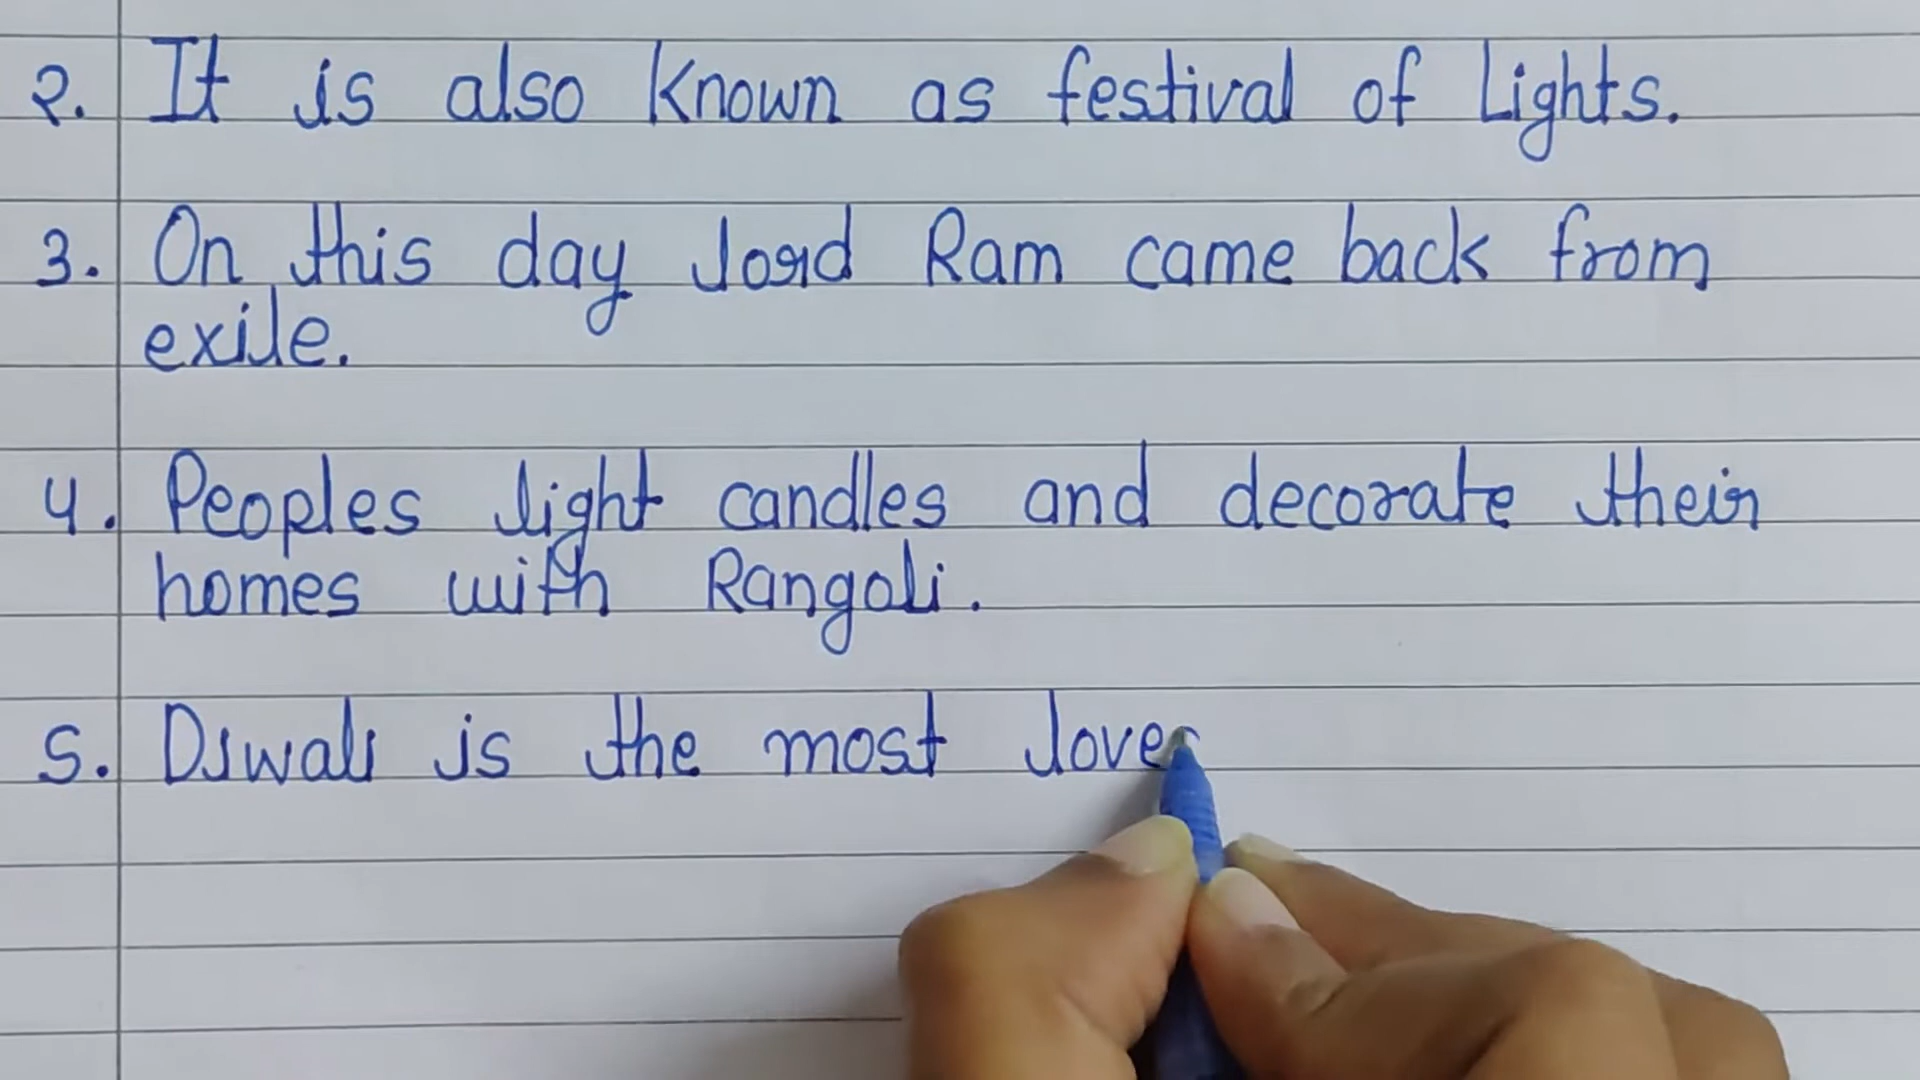 2. It is also Known as festival of Lights.
3. On this day lord Ram came back from
exile.
4. Peoples light candles and decorate their
homes with Rangoli.
5. Diwali is the most love